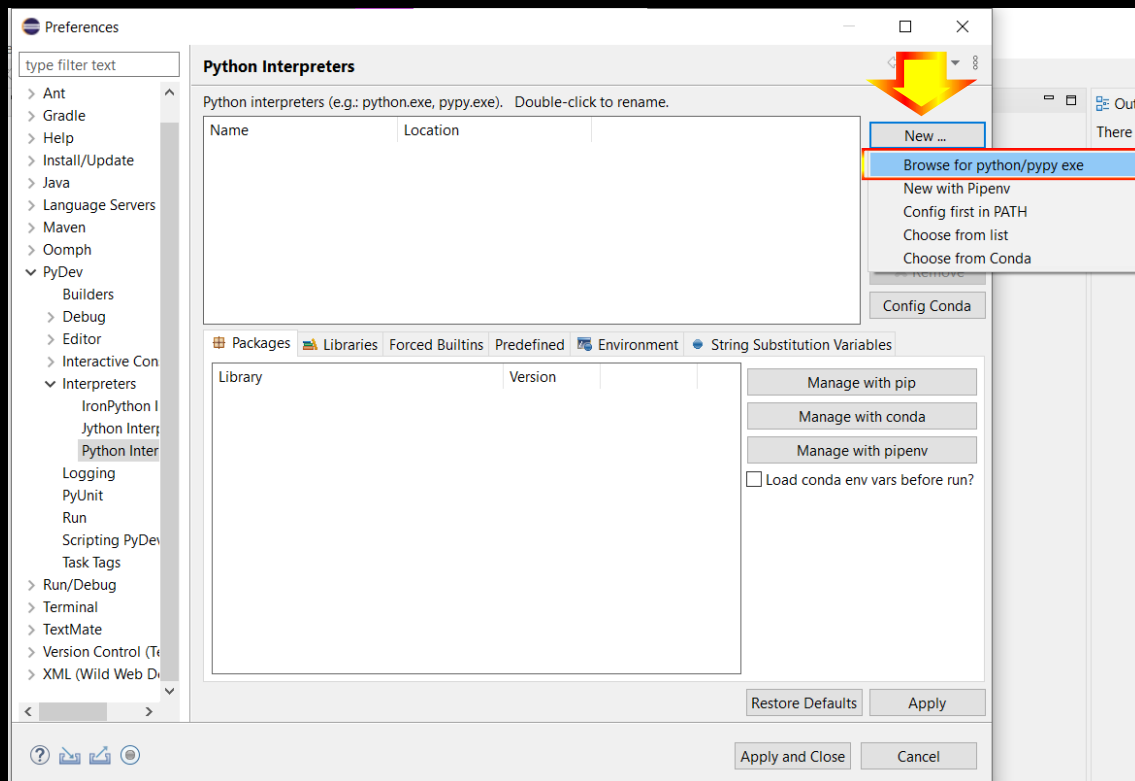 Preferences
type filter text
Ant
Gradle
Help
Install/Update
Java
Language Servers
Maven
Oomph
PyDev
Builders
Debug
Editor
Interactive Con
Interpreters
IronPython I
Jython Interp
Python Inter
Logging
PyUnit
Run
Scripting PyDev
Task Tags
Run/Debug
Terminal
TextMate
Version Control (Te
XML (Wild Web De
Python Interpreters
Python interpreters (e.g.: python.exe, pypy.exe). Double-click to rename.
Name Location
New ...
Browse for python/pypy exe
New with Pipenv
Config first in PATH
Choose from list
Choose from Conda
Remove
Config Conda
Packages Libraries Forced Builtins Predefined Environment String Substitution Variables
Library Version
Manage with pip
Manage with conda
Manage with pipenv
Load conda env vars before run?
Restore Defaults Apply
Apply and Close Cancel
Out
There